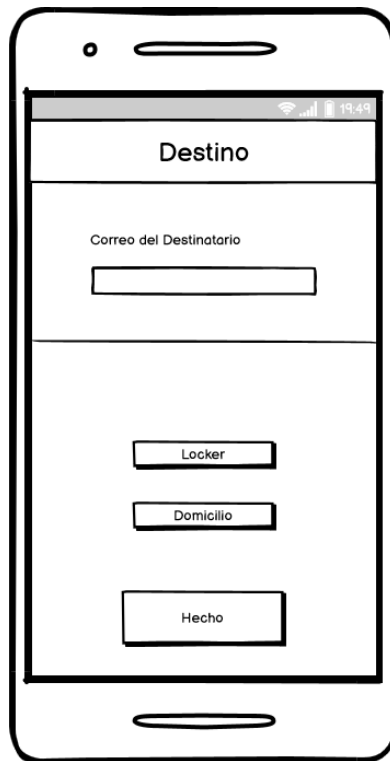 19:49
Destino
Correo del Destinatario
Locker
Domicilio
Hecho